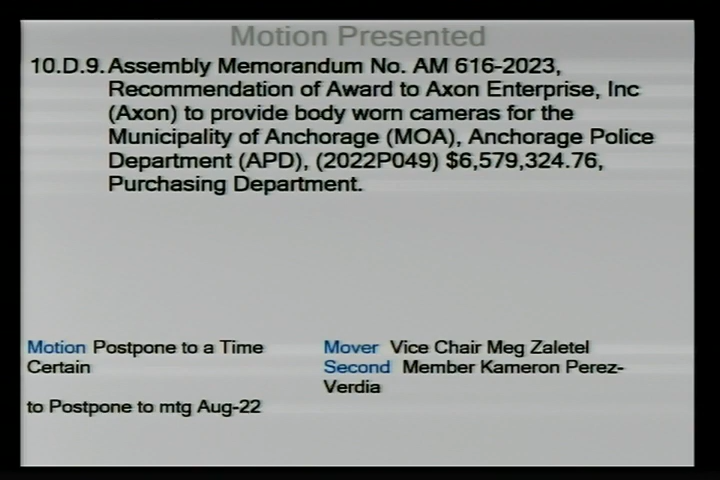 Motion Presented
10.D.9. Assembly Memorandum No. AM 616-2023,
Recommendation of Award to Axon Enterprise, Inc
(Axon) to provide body worn cameras for the
Municipality of Anchorage (MOA), Anchorage Police
Department (APD), (2022P049) $6,579,324.76,
Purchasing Department.
Motion Postpone to a Time
Certain
to Postpone to mtg Aug-22
Mover Vice Chair Meg Zaletel
Second Member Kameron Perez-
Verdia